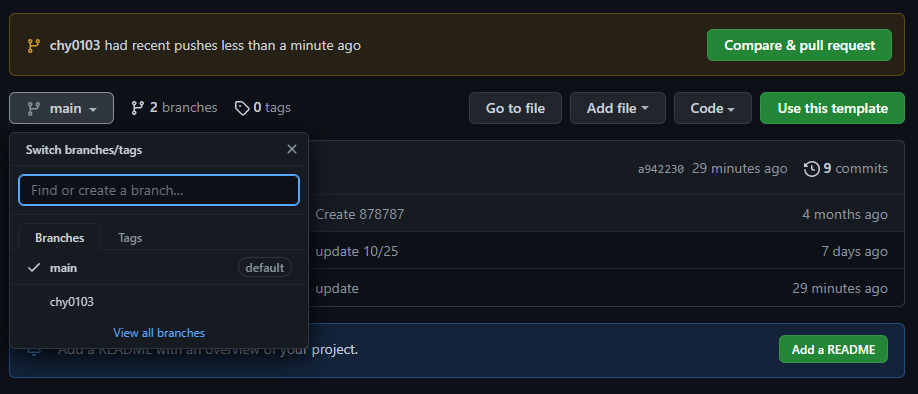 chy0103 had recent pushes less than a minute ago
Compare & pull request
main
2 branches
0 tags
Go to file
Add file
Code
Use this template
Switch branches/tags
Find or create a branch...
Branches
Tags
main
default
chy0103
View all branches
a942230 29 minutes ago
9 commits
Create 878787
4 months ago
update 10/25
7 days ago
update
29 minutes ago
Add a README with an overview of your project.
Add a README